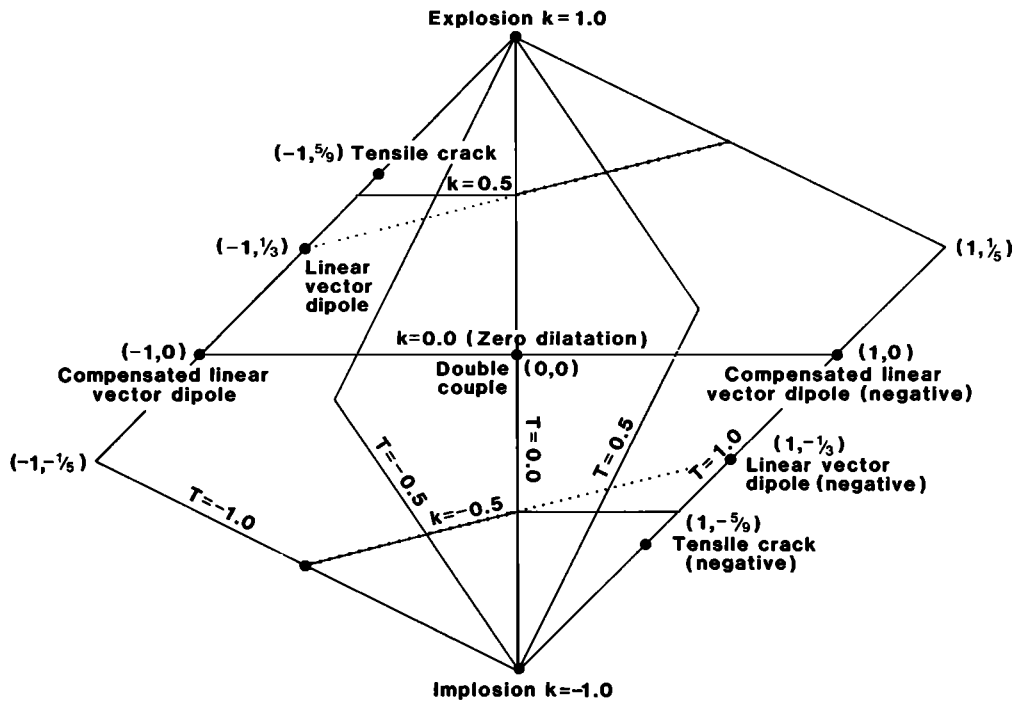 Explosion k=1.0
(-1,5⁄9) Tensile crack
k=0.5
(-1,1⁄3)
Linear
vector
dipole
(1,1⁄5)
k=0.0 (Zero dilatation)
(-1,0)
Compensated linear
vector dipole
Double
couple
(0,0)
(1,0)
Compensated linear
vector dipole (negative)
(-1,-1⁄5)
T=-1.0
T=-0.5
T=0.0
T=0.5
T=1.0
(1,-1⁄3)
Linear vector
dipole (negative)
k=-0.5
(1,-5⁄9)
Tensile crack
(negative)
Implosion k=-1.0